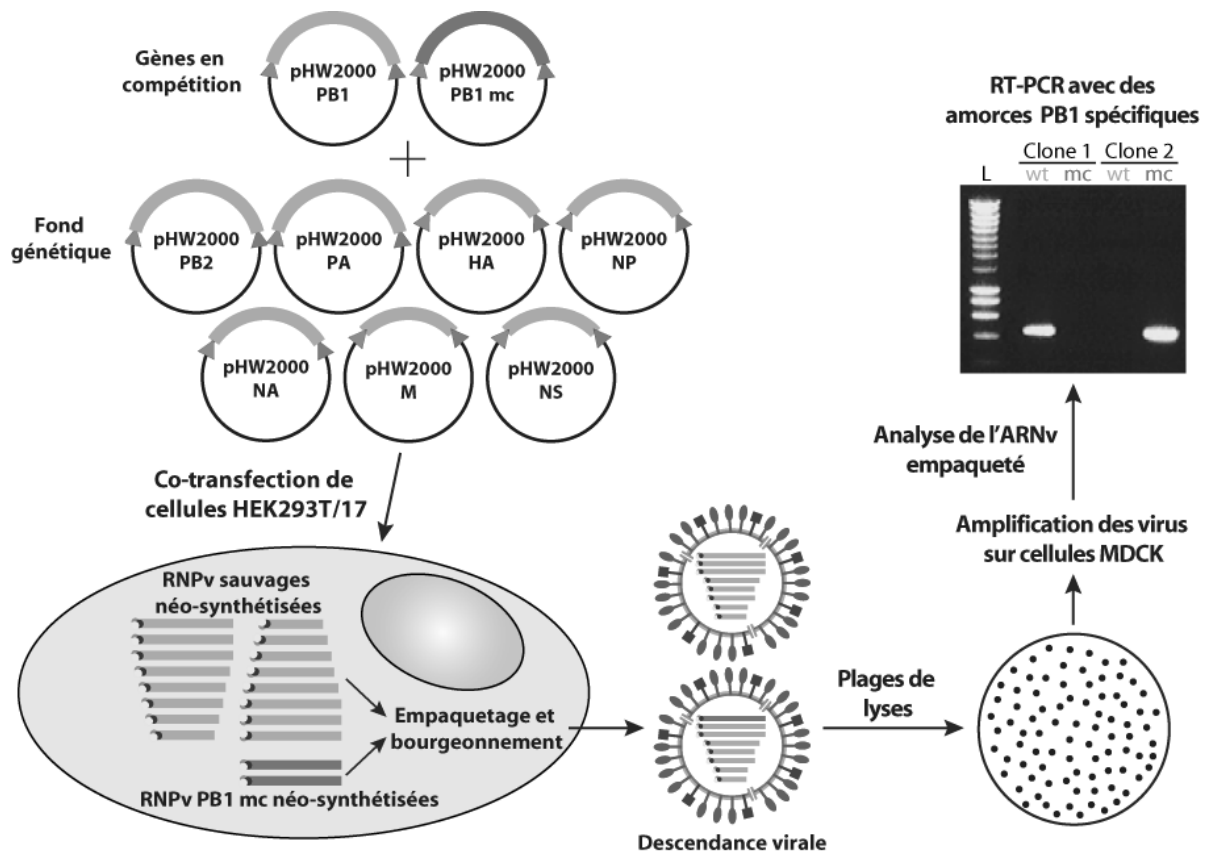 Gènes en
compétition
pHW2000
PB1
pHW2000
PB1 mc
+
Fond
génétique
pHW2000
PB2
pHW2000
PA
pHW2000
HA
pHW2000
NP
pHW2000
NA
pHW2000
M
pHW2000
NS
Co-transfection de
cellules HEK293T/17
RNPv sauvages
néo-synthétisées
Empaquetage et
bourgeonnement
RNPv PB1 mc néo-synthétisées
Descendance virale
Plages de
lyses
Amplification des virus
sur cellules MDCK
Analyse de l'ARNv
empaqueté
RT-PCR avec des
amorces PB1 spécifiques
Clone 1 Clone 2
L wt mc wt mc